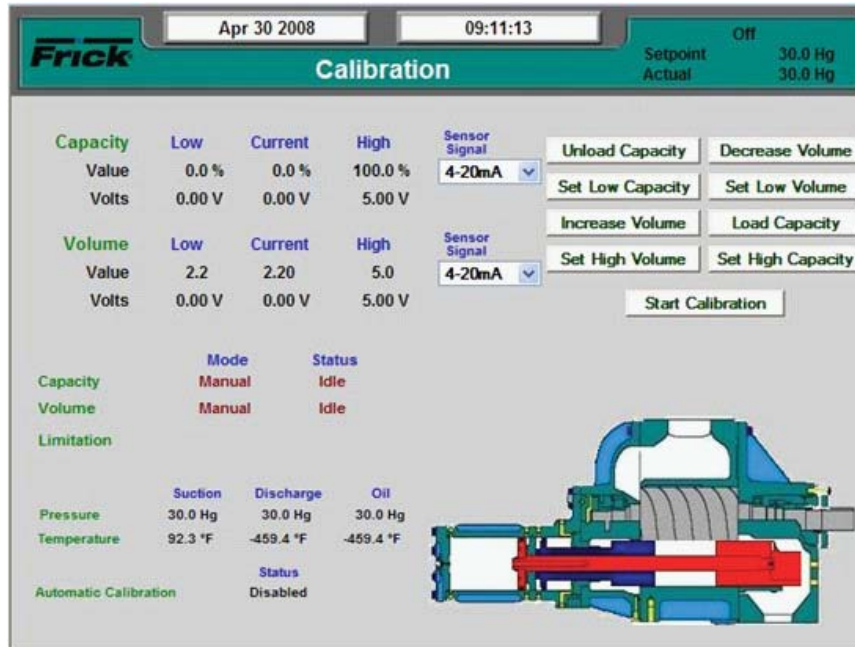 Frick
Apr 30 2008 09:11:13
Calibration
Off
Setpoint 30.0 Hg
Actual 30.0 Hg
Capacity Low Current High Sensor Signal
Value 0.0 % 0.0 % 100.0 % 4-20mA
Volts 0.00 V 0.00 V 5.00 V
Volume Low Current High Sensor Signal
Value 2.2 2.20 5.0 4-20mA
Volts 0.00 V 0.00 V 5.00 V
Unload Capacity Decrease Volume
Set Low Capacity Set Low Volume
Increase Volume Load Capacity
Set High Volume Set High Capacity
Start Calibration
Mode Status
Capacity Manual Idle
Volume Manual Idle
Limitation
Suction Discharge Oil
Pressure 30.0 Hg 30.0 Hg 30.0 Hg
Temperature 92.3 °F -459.4 °F -459.4 °F
Status
Automatic Calibration Disabled